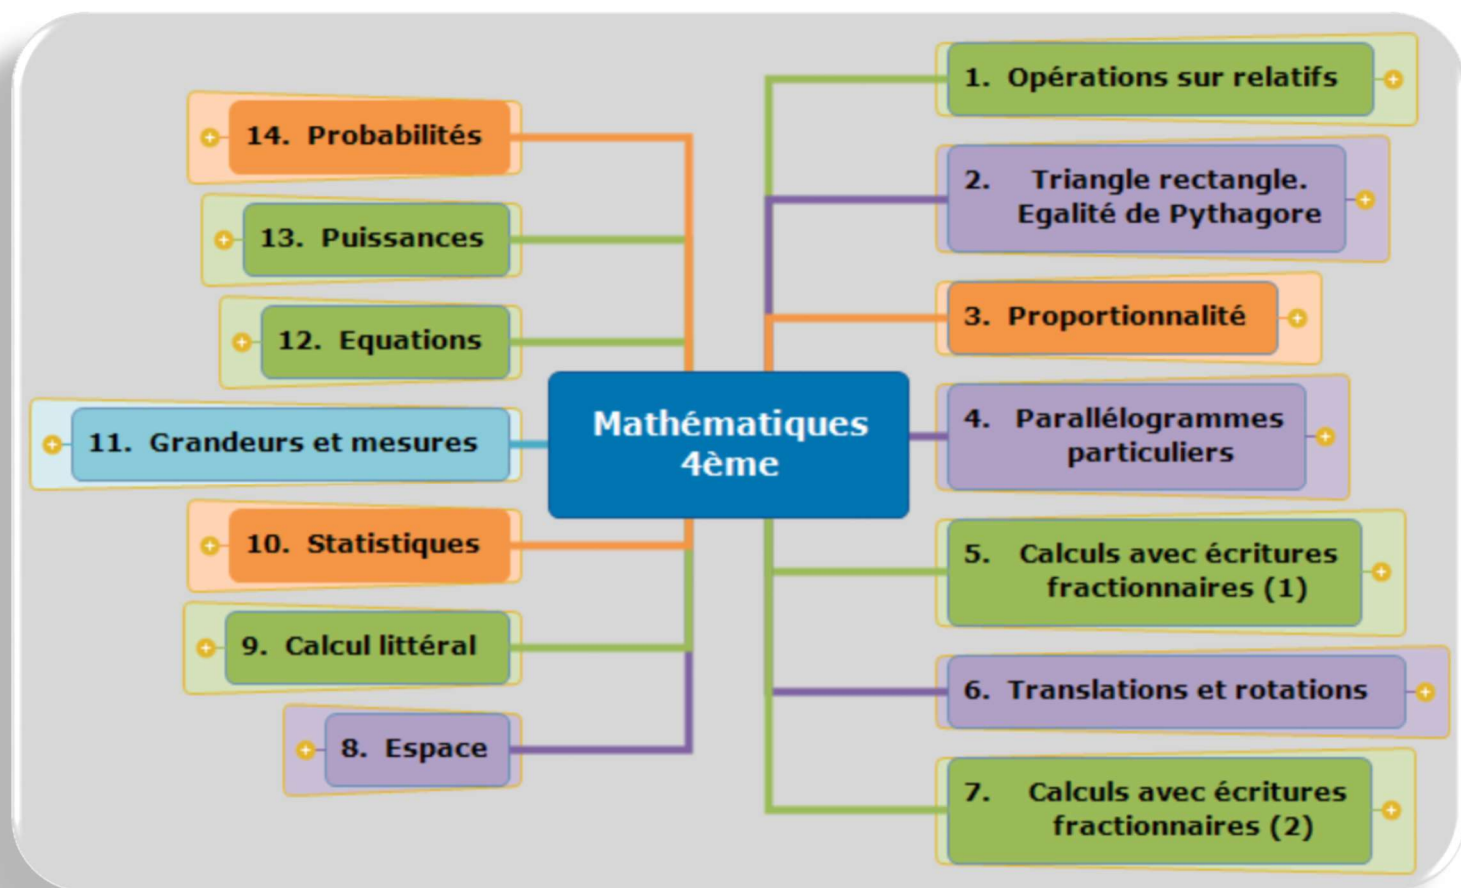 Mathématiques
4ème
1. Opérations sur relatifs
2. Triangle rectangle.
Egalité de Pythagore
3. Proportionnalité
4. Parallélogrammes
particuliers
5. Calculs avec écritures
fractionnaires (1)
6. Translations et rotations
7. Calculs avec écritures
fractionnaires (2)
8. Espace
9. Calcul littéral
10. Statistiques
11. Grandeurs et mesures
12. Equations
13. Puissances
14. Probabilités